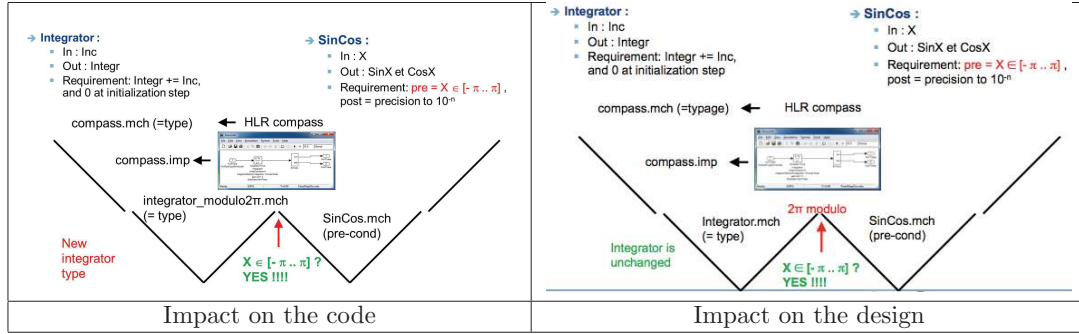 Integrator :
In : Inc
Out : Integr
Requirement: Integr += Inc,
and 0 at initialization step
SinCos :
In : X
Out : SinX et CosX
Requirement: pre = X ∈ [- π .. π] ,
post = precision to 10⁻ⁿ
compass.mch (=type)
HLR compass
compass.imp
integrator_modulo2π.mch
(= type)
SinCos.mch
(pre-cond)
New
integrator
type
X ∈ [- π .. π] ?
YES !!!!
Impact on the code
Integrator :
In : Inc
Out : Integr
Requirement: Integr += Inc,
and 0 at initialization step
SinCos :
In : X
Out : SinX et CosX
Requirement: pre = X ∈ [- π .. π] ,
post = precision to 10⁻ⁿ
compass.mch (=typage)
HLR compass
compass.imp
2π modulo
Integrator.mch
(= type)
SinCos.mch
(pre-cond)
Integrator is
unchanged
X ∈ [- π .. π] ?
YES !!!!
Impact on the design